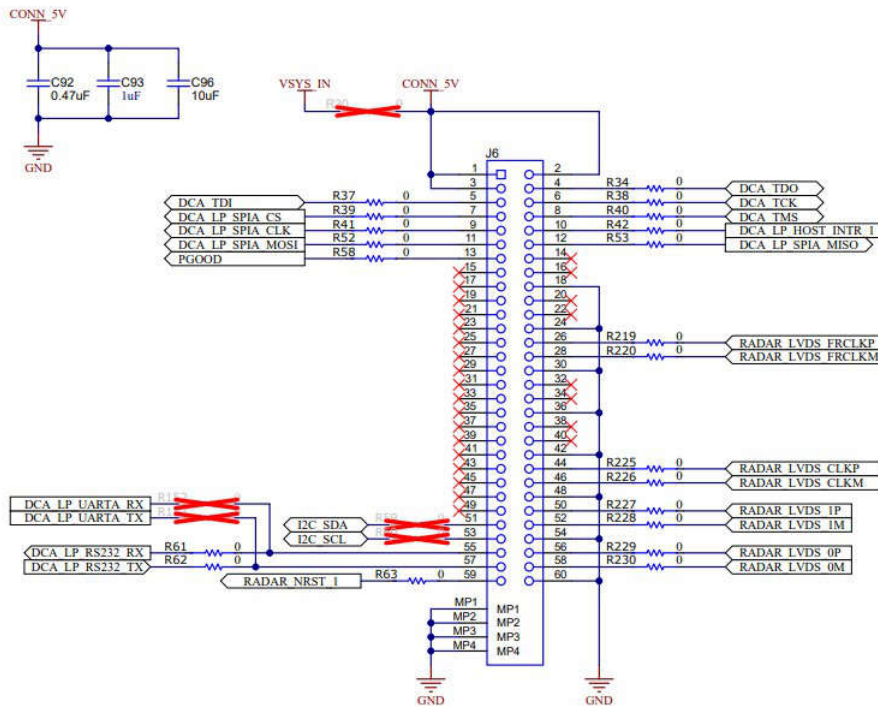 CONN_5V
C92
0.47uF
C93
1uF
C96
10uF
GND
VSYS_IN
CONN_5V
0
J6
1 2
3 4
DCA_TDI R37 0 5 6 R34 0 DCA_TDO
DCA_LP_SPIA_CS R39 0 7 8 R38 0 DCA_TCK
DCA_LP_SPIA_CLK R41 0 9 10 R40 0 DCA_TMS
DCA_LP_SPIA_MOSI R52 0 11 12 R42 0 DCA_LP_HOST_INTR_1
PGOOD R58 0 13 14 R53 0 DCA_LP_SPIA_MISO
15 16
17 18
19 20
21 22
23 24
25 26 R219 0 RADAR_LVDS_FRCLKP
27 28 R220 0 RADAR_LVDS_FRCLKM
29 30
31 32
33 34
35 36
37 38
39 40
41 42
43 44 R225 0 RADAR_LVDS_CLKP
45 46 R226 0 RADAR_LVDS_CLKM
47 48
DCA_LP_UARTA_RX 49 50 R227 0 RADAR_LVDS_1P
DCA_LP_UARTA_TX I2C_SDA 51 52 R228 0 RADAR_LVDS_1M
I2C_SCL 53 54
DCA_LP_RS232_RX R61 0 55 56 R229 0 RADAR_LVDS_0P
DCA_LP_RS232_TX R62 0 57 58 R230 0 RADAR_LVDS_0M
RADAR_NRST_1 R63 0 59 60
MP1 MP1
MP2 MP2
MP3 MP3
MP4 MP4
GND GND